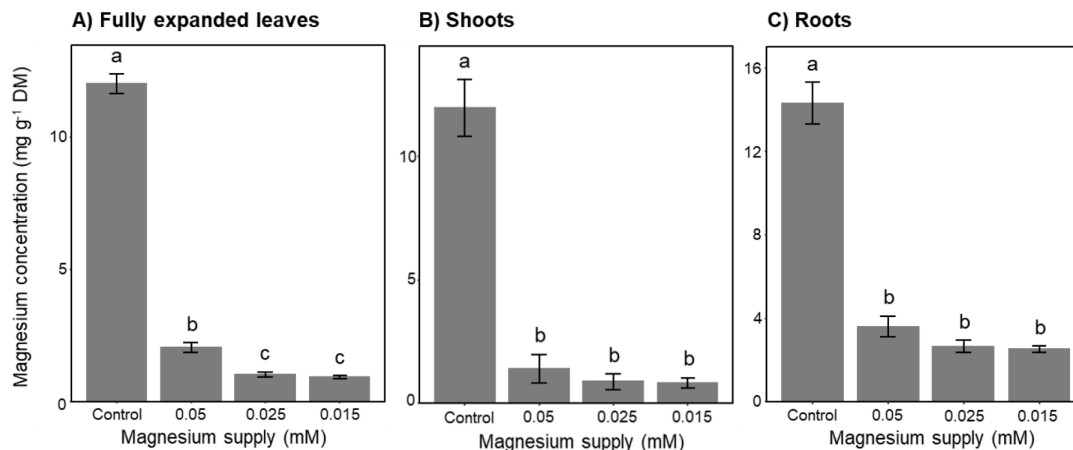 A) Fully expanded leaves
B) Shoots
C) Roots
Magnesium concentration (mg g⁻¹ DM)
10
5
0
a
b
c
c
Control 0.05 0.025 0.015
Magnesium supply (mM)
10
5
0
a
b
b
b
Control 0.05 0.025 0.015
Magnesium supply (mM)
16
12
8
4
0
a
b
b
b
Control 0.05 0.025 0.015
Magnesium supply (mM)